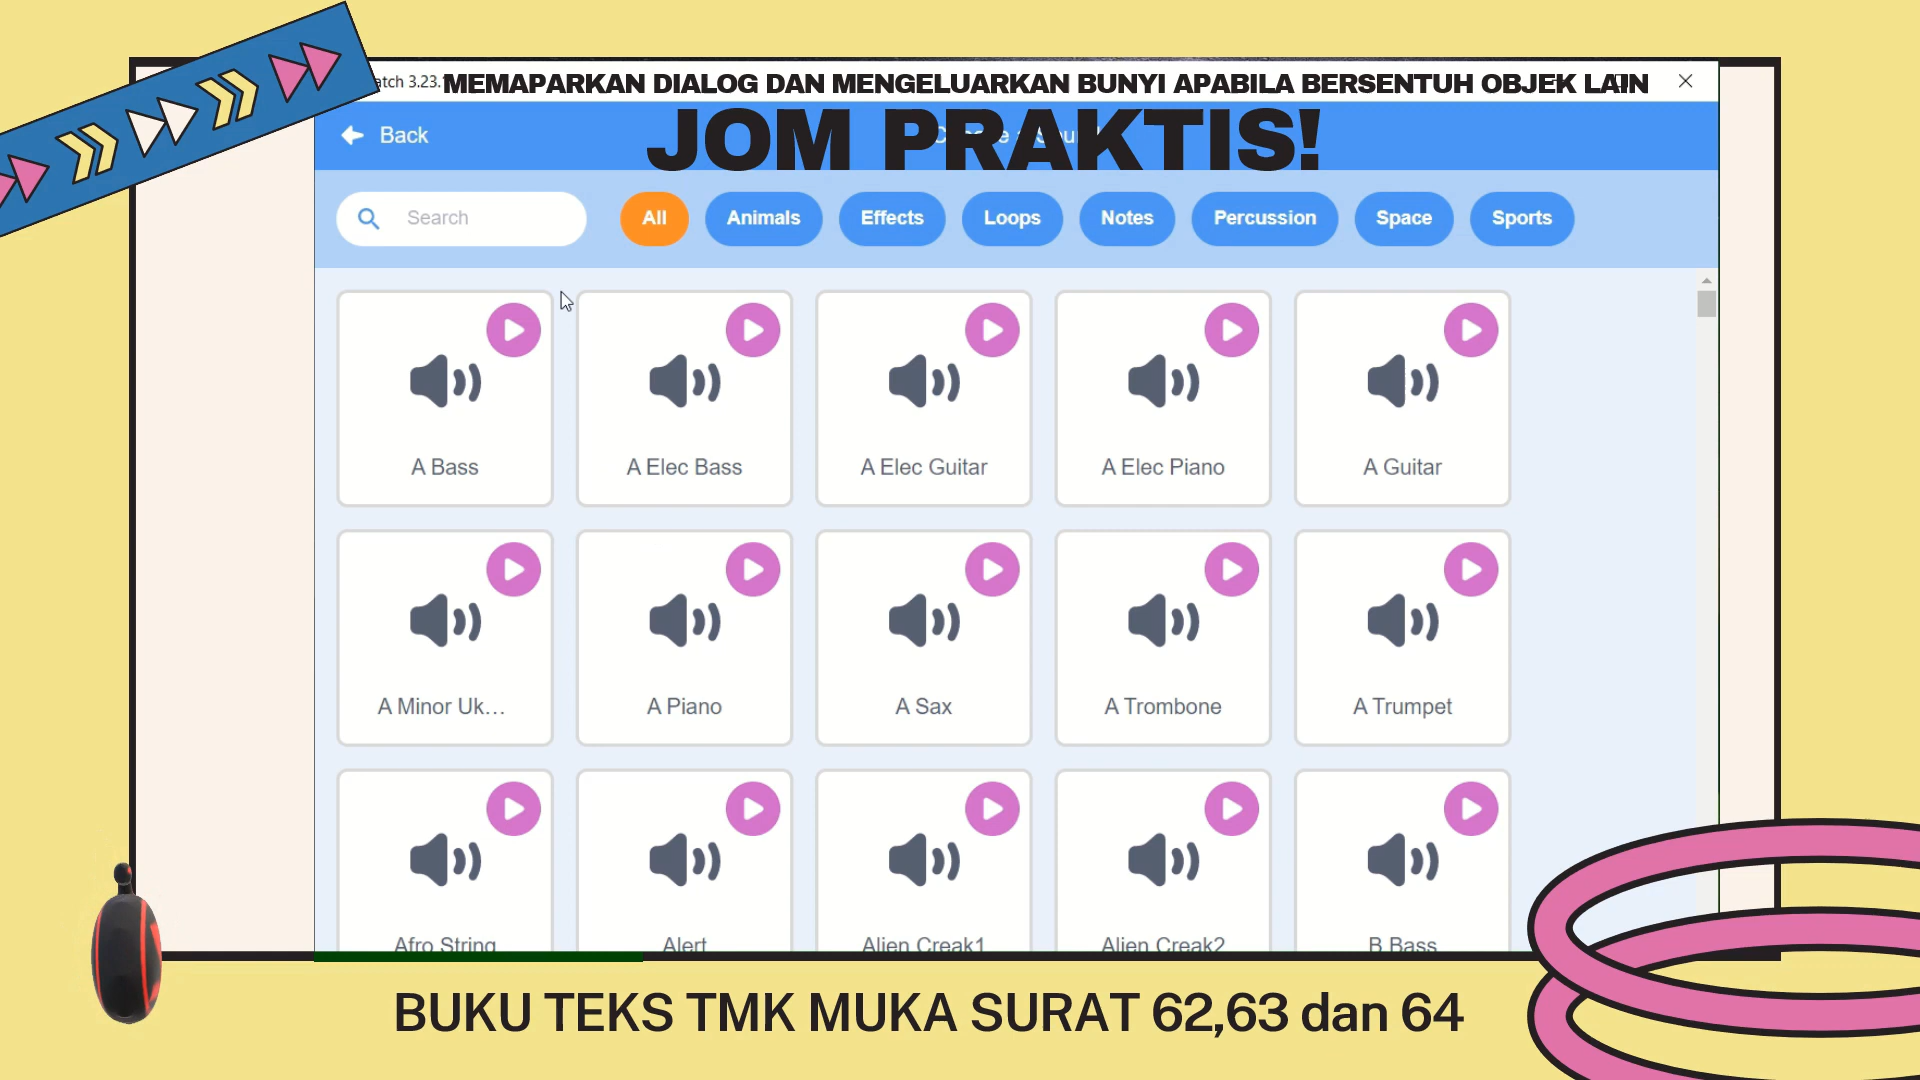 atch 3.23.
MEMAPARKAN DIALOG DAN MENGELUARKAN BUNYI APABILA BERSENTUH OBJEK LAIN
Back
JOM PRAKTIS!
Search
All
Animals
Effects
Loops
Notes
Percussion
Space
Sports
A Bass
A Elec Bass
A Elec Guitar
A Elec Piano
A Guitar
A Minor Uk...
A Piano
A Sax
A Trombone
A Trumpet
Afro String
Alert
Alien Creak1
Alien Creak2
B Bass
BUKU TEKS TMK MUKA SURAT 62,63 dan 64